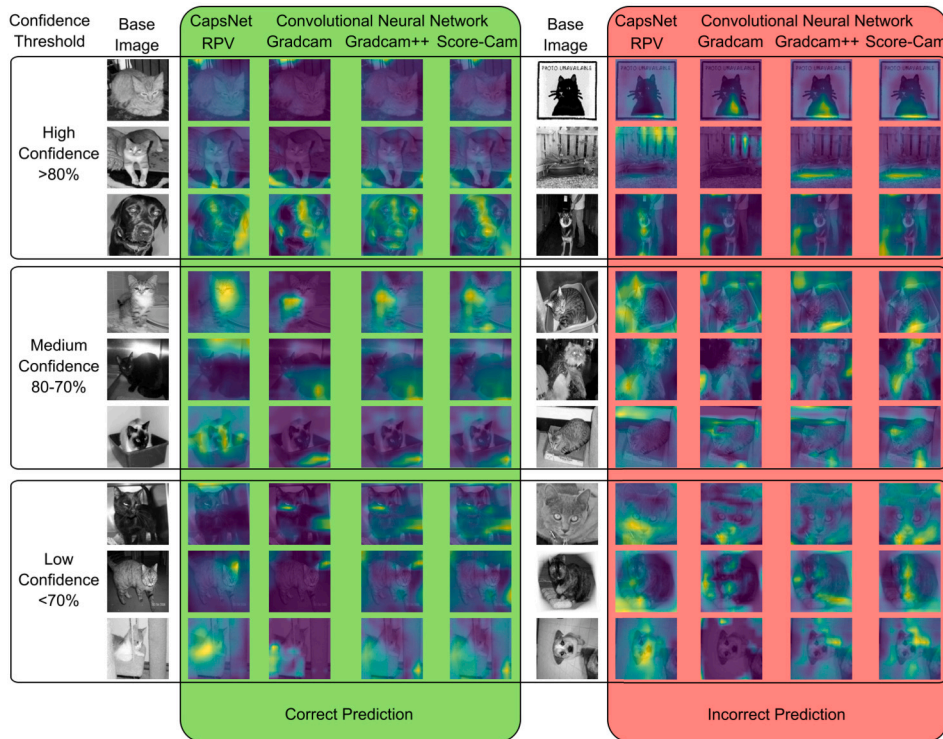 Confidence
Threshold
Base
Image
CapsNet
RPV
Convolutional Neural Network
Gradcam
Gradcam++
Score-Cam
Base
Image
CapsNet
RPV
Convolutional Neural Network
Gradcam
Gradcam++
Score-Cam
PHOTO UNAVAILABLE
High
Confidence
>80%
Medium
Confidence
80-70%
Low
Confidence
<70%
Correct Prediction
Incorrect Prediction